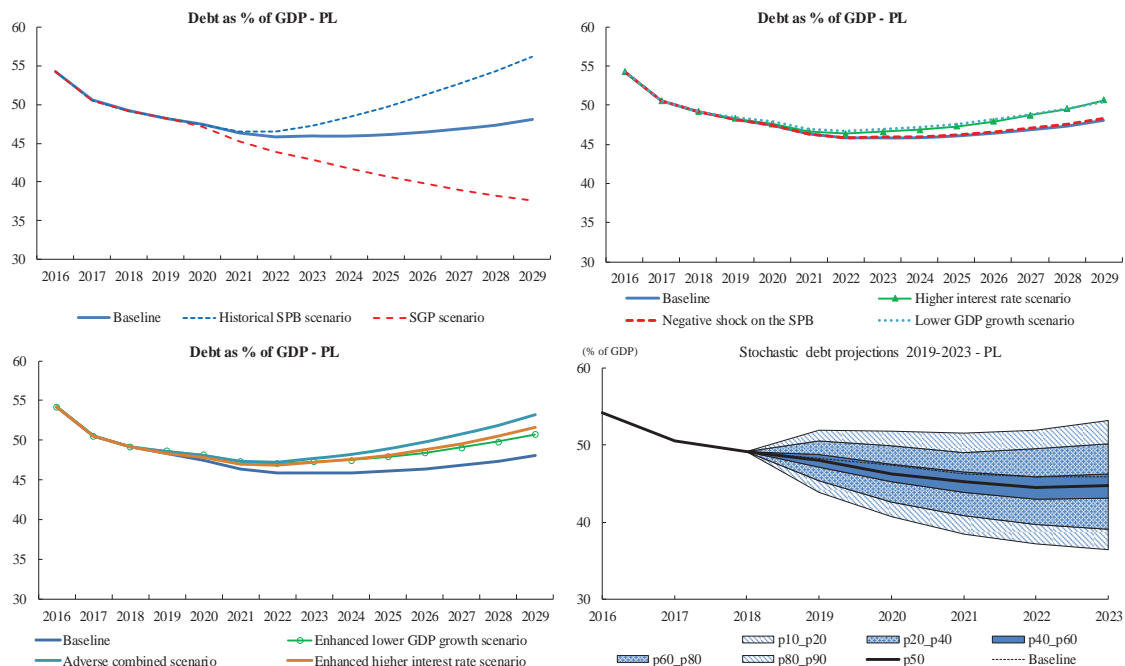 Debt as % of GDP - PL
60
55
50
45
40
35
30
2016 2017 2018 2019 2020 2021 2022 2023 2024 2025 2026 2027 2028 2029
Baseline Historical SPB scenario SGP scenario
Debt as % of GDP - PL
60
55
50
45
40
35
30
2016 2017 2018 2019 2020 2021 2022 2023 2024 2025 2026 2027 2028 2029
Baseline Higher interest rate scenario
Negative shock on the SPB Lower GDP growth scenario
Debt as % of GDP - PL
60
55
50
45
40
35
30
2016 2017 2018 2019 2020 2021 2022 2023 2024 2025 2026 2027 2028 2029
Baseline Enhanced lower GDP growth scenario
Adverse combined scenario Enhanced higher interest rate scenario
(% of GDP) Stochastic debt projections 2019-2023 - PL
60
50
40
30
2016 2017 2018 2019 2020 2021 2022 2023
p10_p20 p20_p40 p40_p60
p60_p80 p80_p90 p50 Baseline